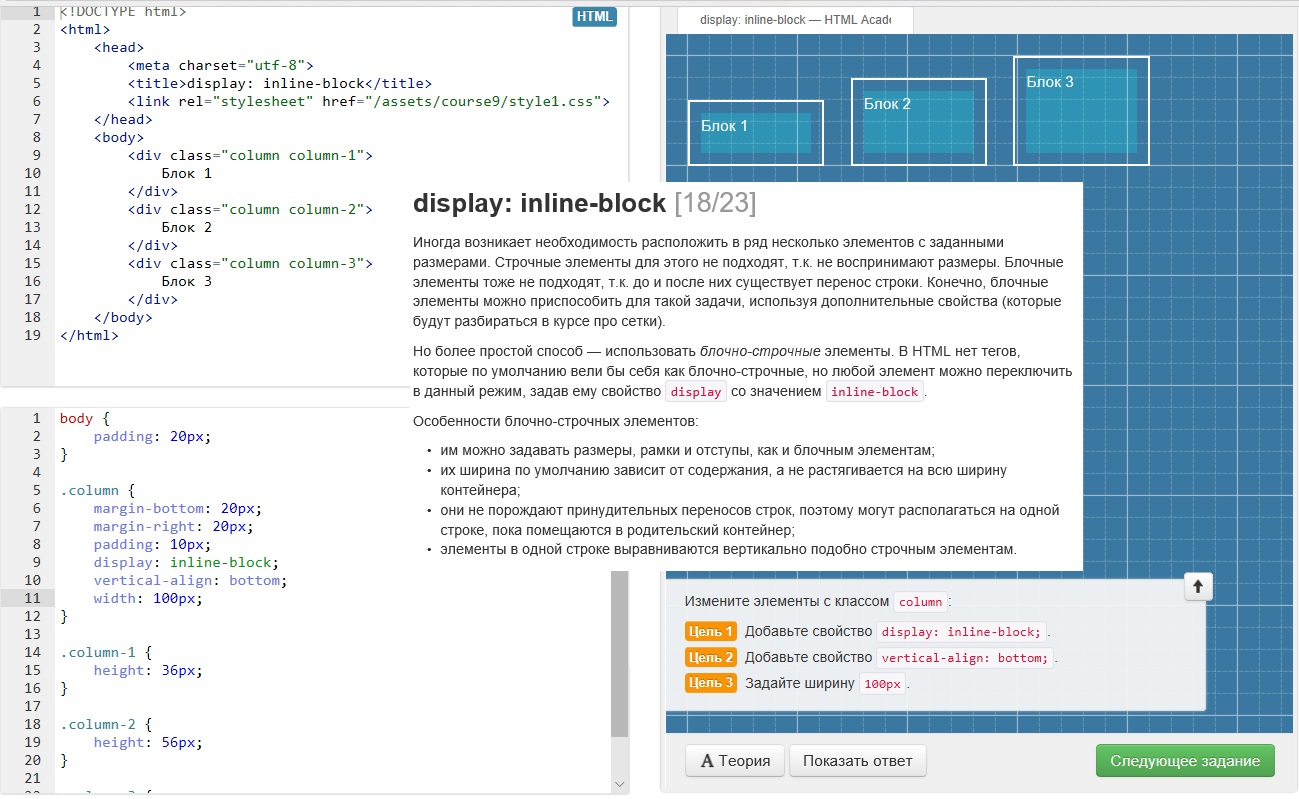 1 <!DOCTYPE html>
2 <html>
3 <head>
4 <meta charset="utf-8">
5 <title>display: inline-block</title>
6 <link rel="stylesheet" href="/assets/course9/style1.css">
7 </head>
8 <body>
9 <div class="column column-1">
10 Блок 1
11 </div>
12 <div class="column column-2">
13 Блок 2
14 </div>
15 <div class="column column-3">
16 Блок 3
17 </div>
18 </body>
19 </html>
HTML
display: inline-block — HTML Acade
Блок 1
Блок 2
Блок 3
display: inline-block [18/23]
Иногда возникает необходимость расположить в ряд несколько элементов с заданными
размерами. Строчные элементы для этого не подходят, т.к. не воспринимают размеры. Блочные
элементы тоже не подходят, т.к. до и после них существует перенос строки. Конечно, блочные
элементы можно приспособить для такой задачи, используя дополнительные свойства (которые
будут разбираться в курсе про сетки).
Но более простой способ — использовать блочно-строчные элементы. В HTML нет тегов,
которые по умолчанию вели бы себя как блочно-строчные, но любой элемент можно переключить
в данный режим, задав ему свойство display со значением inline-block.
Особенности блочно-строчных элементов:
• им можно задавать размеры, рамки и отступы, как и блочным элементам;
• их ширина по умолчанию зависит от содержания, а не растягивается на всю ширину
контейнера;
• они не порождают принудительных переносов строк, поэтому могут располагаться на одной
строке, пока помещаются в родительский контейнер;
• элементы в одной строке выравниваются вертикально подобно строчным элементам.
1 body {
2 padding: 20px;
3 }
4
5 .column {
6 margin-bottom: 20px;
7 margin-right: 20px;
8 padding: 10px;
9 display: inline-block;
10 vertical-align: bottom;
11 width: 100px;
12 }
13
14 .column-1 {
15 height: 36px;
16 }
17
18 .column-2 {
19 height: 56px;
20 }
21
Измените элементы с классом column:
Цель 1 Добавьте свойство display: inline-block; .
Цель 2 Добавьте свойство vertical-align: bottom; .
Цель 3 Задайте ширину 100px .
A Теория
Показать ответ
Следующее задание